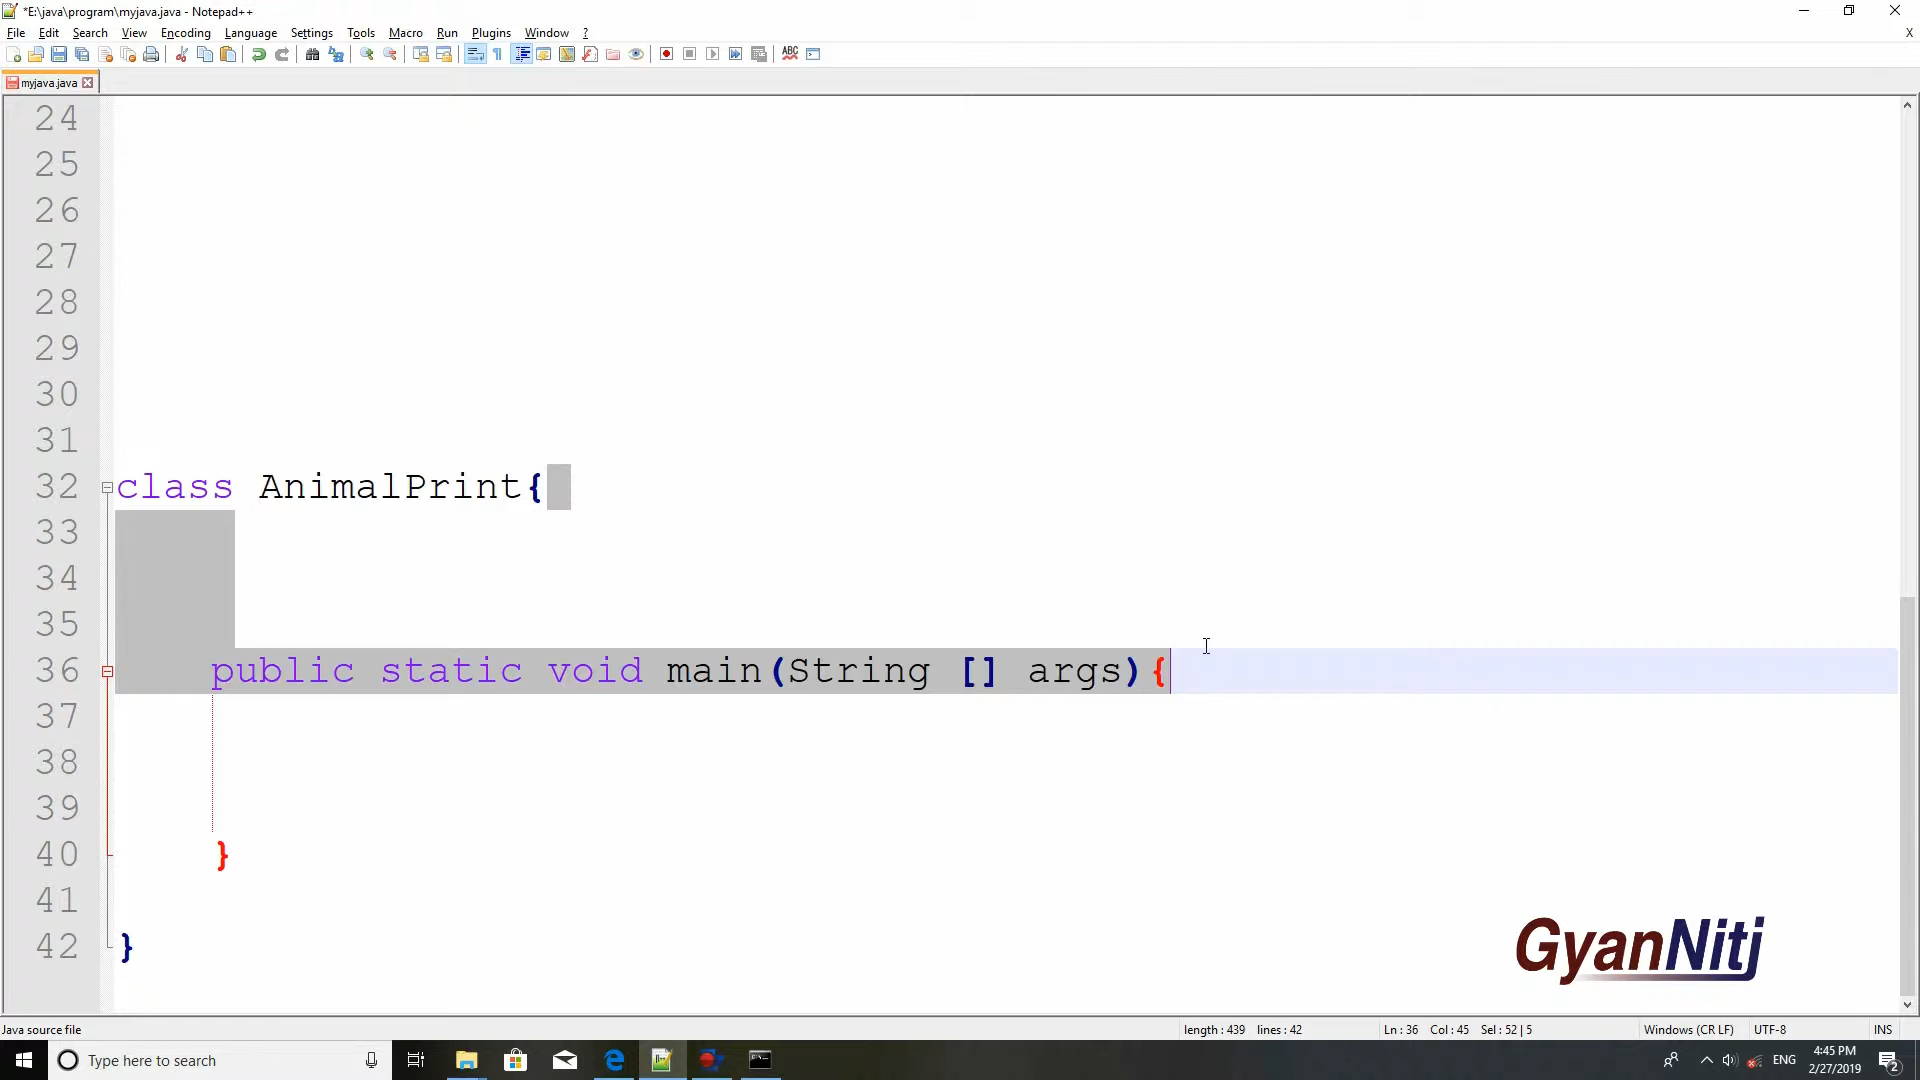 *E:\java\program\myjava.java - Notepad++
File Edit Search View Encoding Language Settings Tools Macro Run Plugins Window ? X
ABC
myjava.java
24
25
26
27
28
29
30
31
32 class AnimalPrint{
33
34
35
36 public static void main(String [] args){
37
38
39
40 }
41
42 }
GyanNitj
Java source file length : 439 lines : 42 Ln : 36 Col : 45 Sel : 52 | 5 Windows (CR LF) UTF-8 INS
Type here to search ENG 4:45 PM
2/27/2019 2